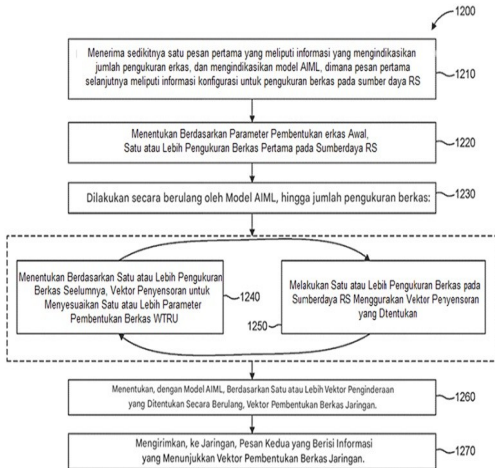 1200
Menerima sedikitnya satu pesan pertama yang meliputi informasi yang mengindikasikan
jumlah pengukuran erkas, dan mengindikasikan model AIML, dimana pesan pertama
selanjutnya meliputi informasi konfigurasi untuk pengukuran berkas pada sumber daya RS
1210
Menentukan Berdasarkan Parameter Pembentukan erkas Awal,
Satu atau Lebih Pengukuran Berkas Pertama pada Sumberdaya RS
1220
Dilakukan secara berulang oleh Model AIML, hingga jumlah pengukuran berkas:
1230
Menentukan Berdasarkan Satu atau Lebih Pengukuran
Berkas Seelumnya, Vektor Penyensoran untuk
Menyesuaikan Satu atau Lebih Parameter
Pembentukan Berkas WTRU
1240
Melakukan Satu atau Lebih Pengukuran Berkas pada
Sumberdaya RS Menggurakan Vektor Penyensoran
yang Dtentukan
1250
Menentukan, dengan Model AIML, Berdasarkan Satu atau Lebih Vektor Penginderaan
yang Ditentukan Secara Berulang, Vektor Pembentukan Berkas Jaringan.
1260
Mengirimkan, ke Jaringan, Pesan Kedua yang Berisi Informasi
yang Menunjukkan Vektor Pembentukan Berkas Jaringan.
1270